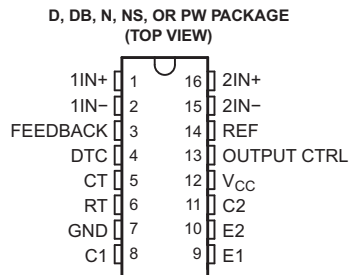 D, DB, N, NS, OR PW PACKAGE
(TOP VIEW)
1IN+ 1 16 2IN+
1IN− 2 15 2IN−
FEEDBACK 3 14 REF
DTC 4 13 OUTPUT CTRL
CT 5 12 VCC
RT 6 11 C2
GND 7 10 E2
C1 8 9 E1